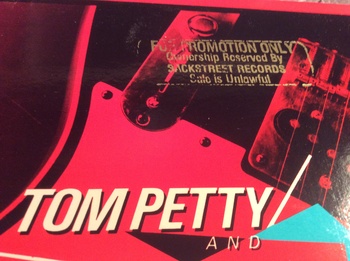 FOR PROMOTION ONLY
Ownership Reserved By
BACKSTREET RECORDS
Sale is Unlawful
TOM PETTY
AND